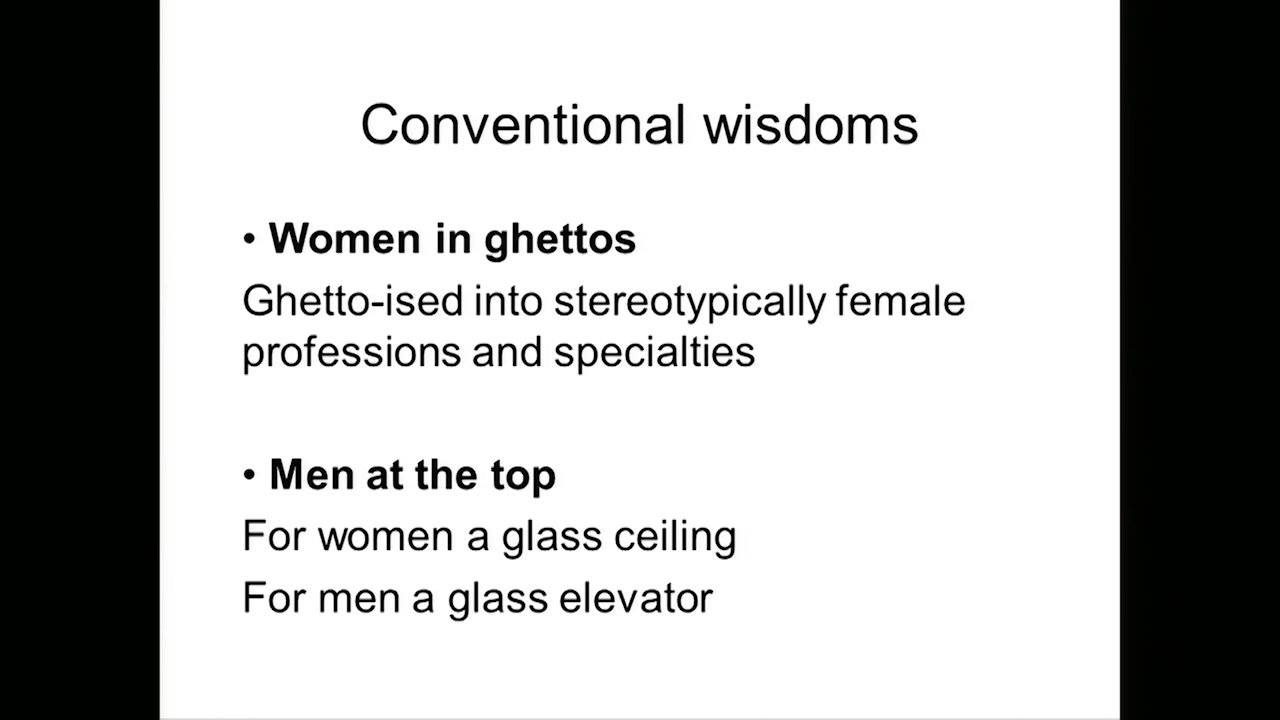 Conventional wisdoms
• Women in ghettos
Ghetto-ised into stereotypically female
professions and specialties
• Men at the top
For women a glass ceiling
For men a glass elevator